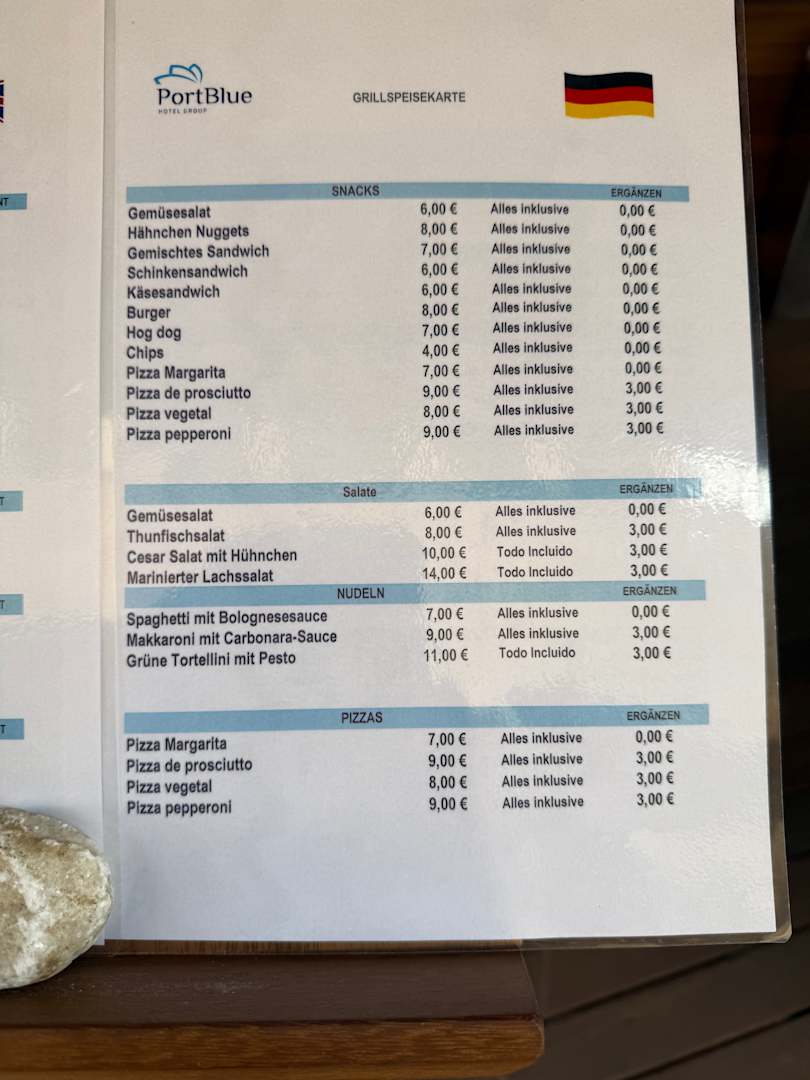 PortBlue
HOTEL GROUP
GRILLSPEISEKARTE
SNACKS ERGÄNZEN
Gemüsesalat 6,00 € Alles inklusive 0,00 €
Hähnchen Nuggets 8,00 € Alles inklusive 0,00 €
Gemischtes Sandwich 7,00 € Alles inklusive 0,00 €
Schinkensandwich 6,00 € Alles inklusive 0,00 €
Käsesandwich 6,00 € Alles inklusive 0,00 €
Burger 8,00 € Alles inklusive 0,00 €
Hog dog 7,00 € Alles inklusive 0,00 €
Chips 4,00 € Alles inklusive 0,00 €
Pizza Margarita 7,00 € Alles inklusive 0,00 €
Pizza de prosciutto 9,00 € Alles inklusive 3,00 €
Pizza vegetal 8,00 € Alles inklusive 3,00 €
Pizza pepperoni 9,00 € Alles inklusive 3,00 €
Salate ERGÄNZEN
Gemüsesalat 6,00 € Alles inklusive 0,00 €
Thunfischsalat 8,00 € Alles inklusive 3,00 €
Cesar Salat mit Hühnchen 10,00 € Todo Incluido 3,00 €
Marinierter Lachssalat 14,00 € Todo Incluido 3,00 €
NUDELN ERGÄNZEN
Spaghetti mit Bolognesesauce 7,00 € Alles inklusive 0,00 €
Makkaroni mit Carbonara-Sauce 9,00 € Alles inklusive 3,00 €
Grüne Tortellini mit Pesto 11,00 € Todo Incluido 3,00 €
PIZZAS ERGÄNZEN
Pizza Margarita 7,00 € Alles inklusive 0,00 €
Pizza de prosciutto 9,00 € Alles inklusive 3,00 €
Pizza vegetal 8,00 € Alles inklusive 3,00 €
Pizza pepperoni 9,00 € Alles inklusive 3,00 €